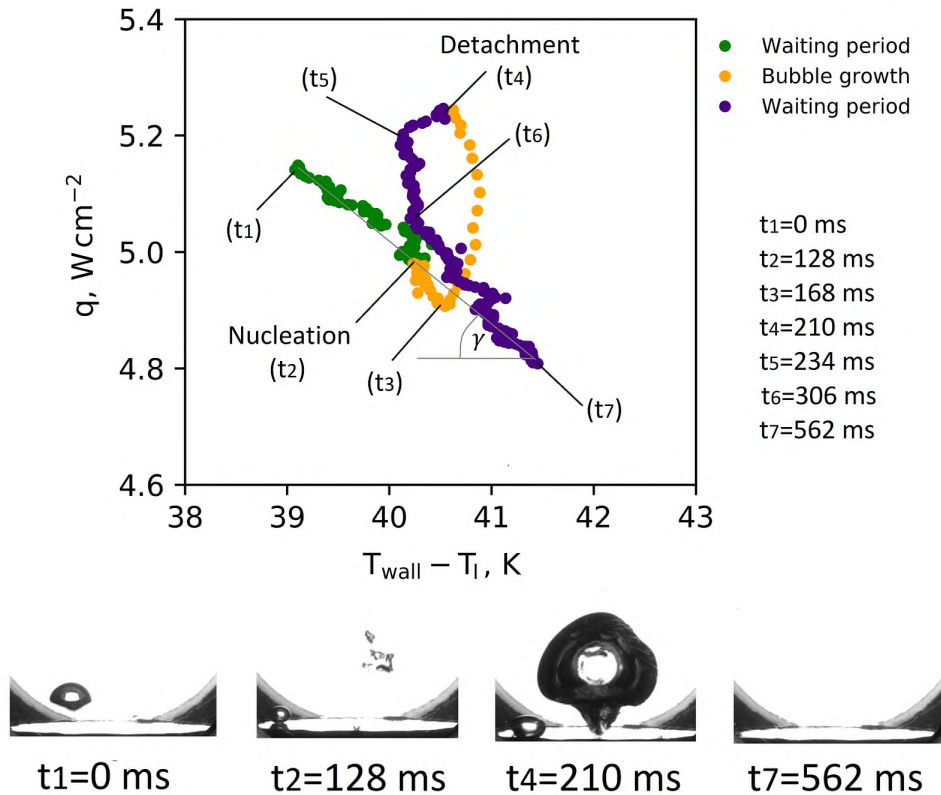 5.4
5.2
5.0
4.8
4.6
q, W cm⁻²
38 39 40 41 42 43
T_wall − T_l, K
Detachment
(t4)
(t5)
(t6)
(t1)
Nucleation
(t2)
(t3)
γ
(t7)
Waiting period
Bubble growth
Waiting period
t1=0 ms
t2=128 ms
t3=168 ms
t4=210 ms
t5=234 ms
t6=306 ms
t7=562 ms
t1=0 ms t2=128 ms t4=210 ms t7=562 ms